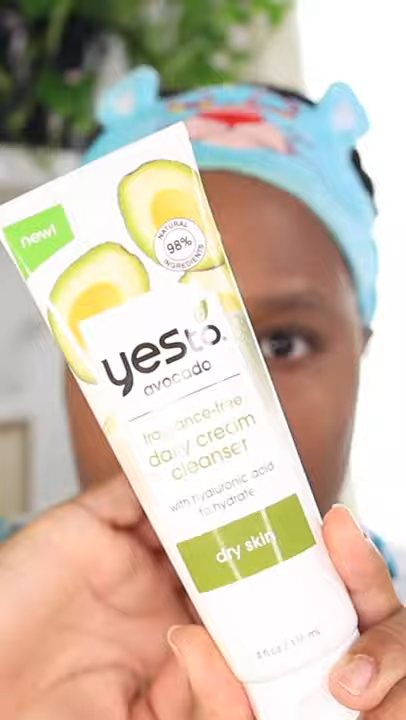 new!
NATURAL
98%
INGREDIENTS
yes to.
avocado
fragrance-free
daily cream
cleanser
with hyaluronic acid
to hydrate
dry skin